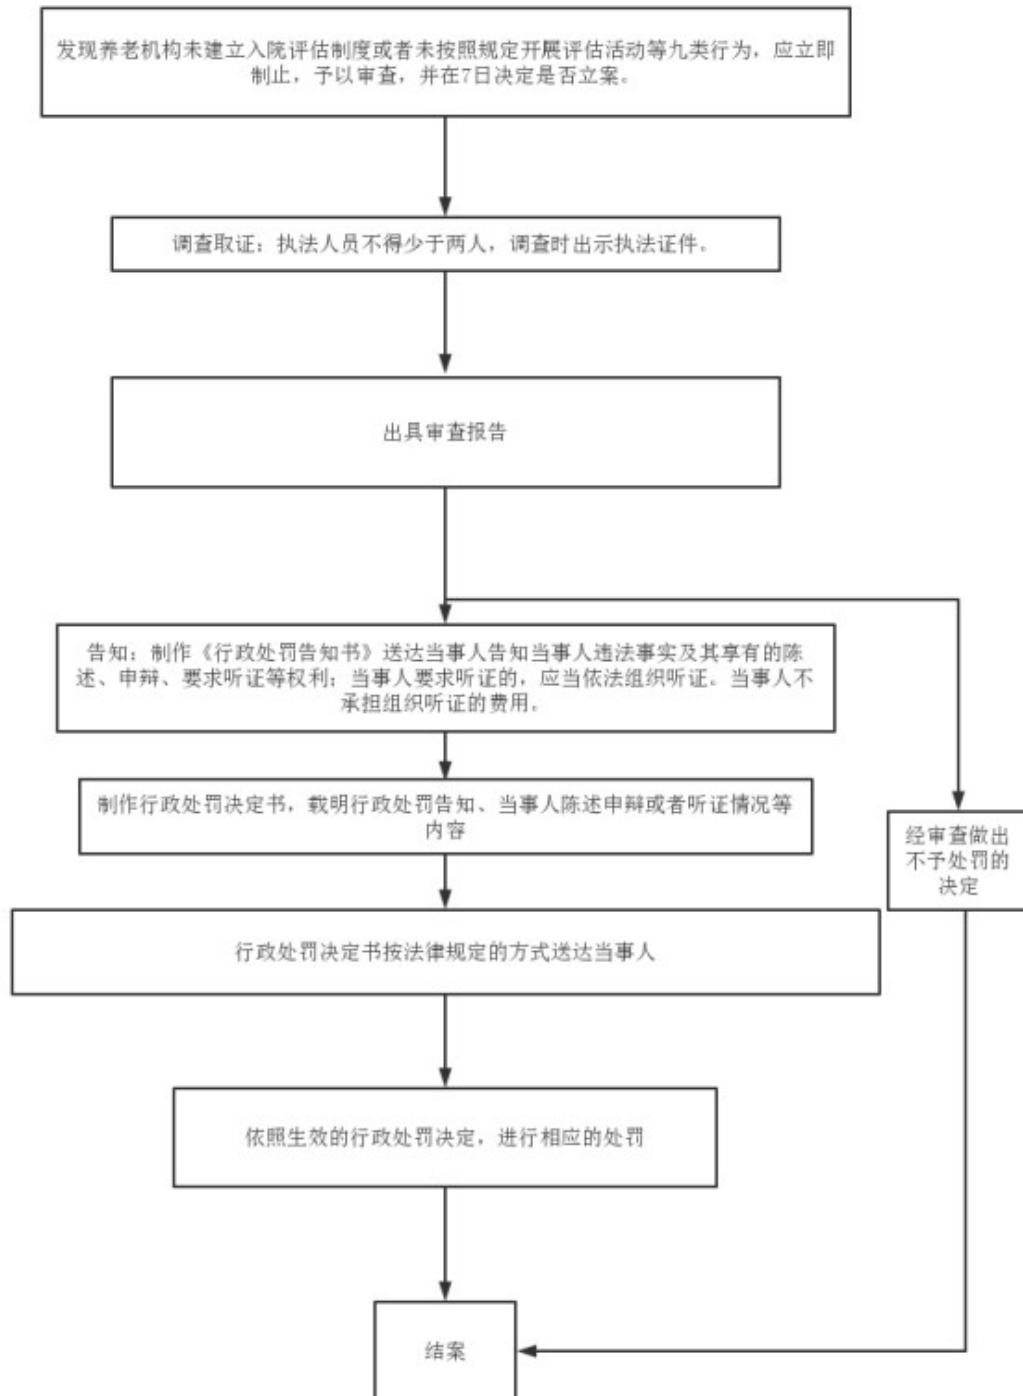 发现养老机构未建立入院评估制度或者未按照规定开展评估活动等九类行为，应立即
制止，予以审查，并在7日决定是否立案。
调查取证：执法人员不得少于两人，调查时出示执法证件。
出具审查报告
告知：制作《行政处罚告知书》送达当事人告知当事人违法事实及其享有的陈
述、申辩、要求听证等权利；当事人要求听证的，应当依法组织听证。当事人不
承担组织听证的费用。
制作行政处罚决定书，载明行政处罚告知、当事人陈述申辩或者听证情况等
内容
经审查做出
不予处罚的
决定
行政处罚决定书按法律规定的方式送达当事人
依照生效的行政处罚决定，进行相应的处罚
结案